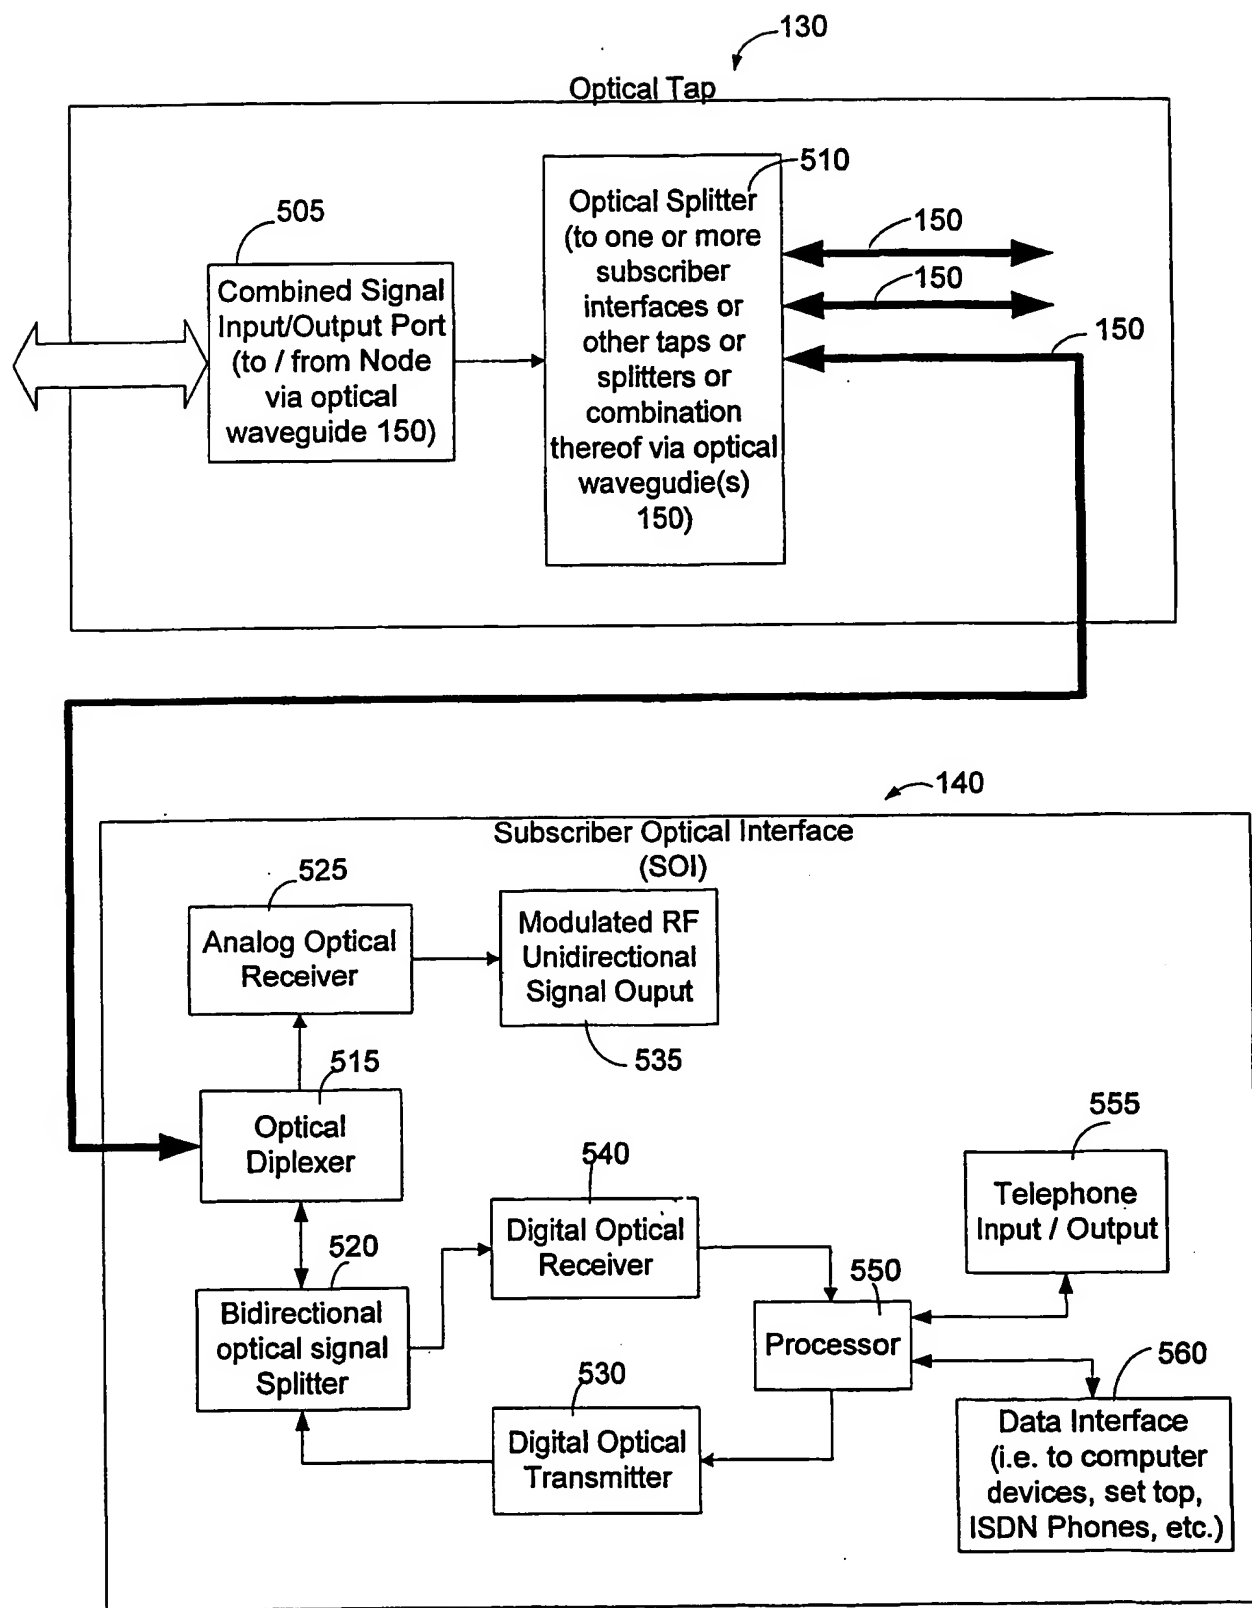 130
Optical Tap
510
505
Optical Splitter
(to one or more
subscriber
interfaces or
other taps or
splitters or
combination
thereof via optical
wavegudie(s)
150)
150
150
150
Combined Signal
Input/Output Port
(to / from Node
via optical
waveguide 150)
140
Subscriber Optical Interface
(SOI)
525
Analog Optical
Receiver
Modulated RF
Unidirectional
Signal Ouput
535
515
Optical
Diplexer
540
Digital Optical
Receiver
555
Telephone
Input / Output
520
Bidirectional
optical signal
Splitter
550
Processor
530
Digital Optical
Transmitter
560
Data Interface
(i.e. to computer
devices, set top,
ISDN Phones, etc.)